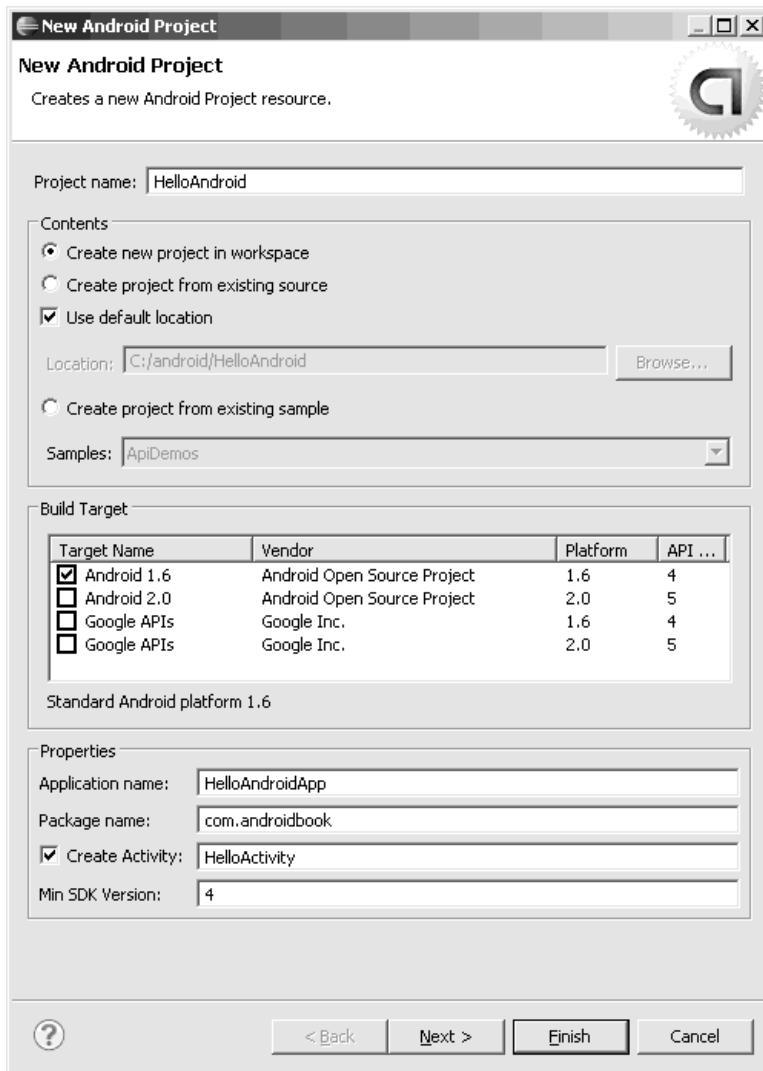 New Android Project
New Android Project
Creates a new Android Project resource.
Project name: HelloAndroid
Contents
Create new project in workspace
Create project from existing source
Use default location
Location: C:/android/HelloAndroid Browse...
Create project from existing sample
Samples: ApiDemos
Build Target
Target Name Vendor Platform API ...
Android 1.6 Android Open Source Project 1.6 4
Android 2.0 Android Open Source Project 2.0 5
Google APIs Google Inc. 1.6 4
Google APIs Google Inc. 2.0 5
Standard Android platform 1.6
Properties
Application name: HelloAndroidApp
Package name: com.androidbook
Create Activity: HelloActivity
Min SDK Version: 4
? < Back Next > Finish Cancel